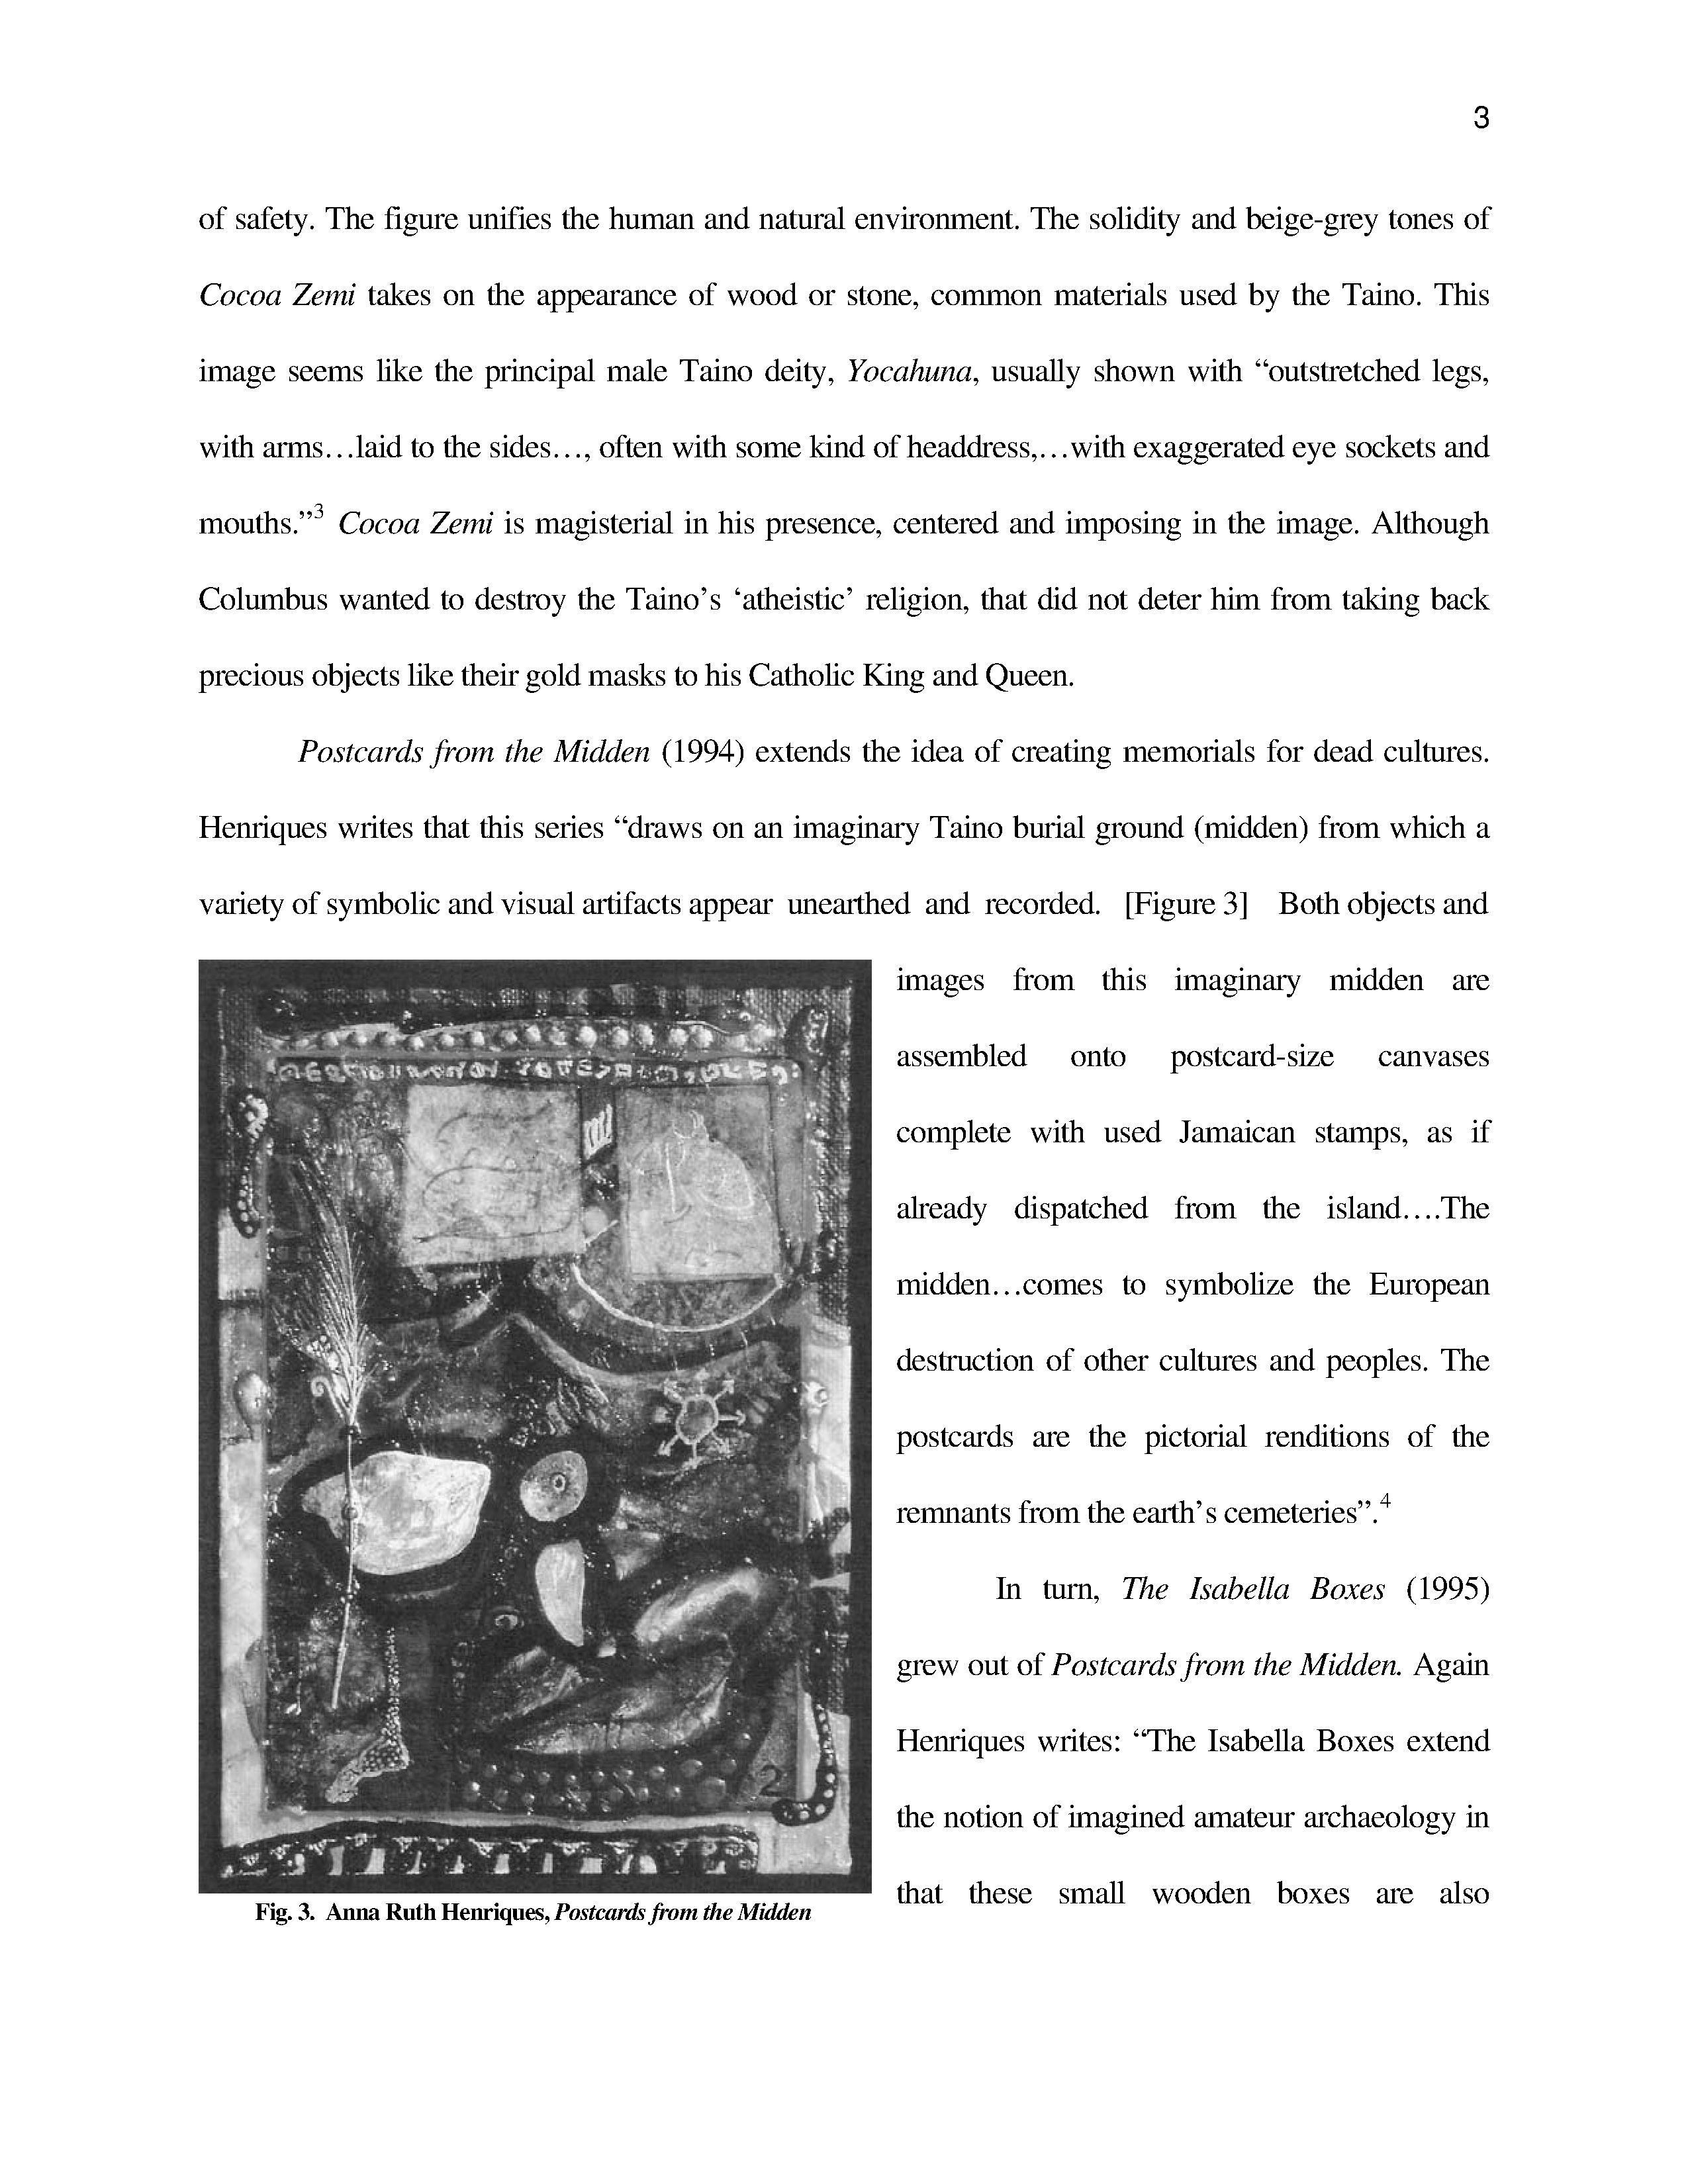 3
of safety. The figure unifies the human and natural environment. The solidity and beige-grey tones of
Cocoa Zemi takes on the appearance of wood or stone, common materials used by the Taino. This
image seems like the principal male Taino deity, Yocahuna, usually shown with “outstretched legs,
with arms…laid to the sides…, often with some kind of headdress,…with exaggerated eye sockets and
mouths.”3 Cocoa Zemi is magisterial in his presence, centered and imposing in the image. Although
Columbus wanted to destroy the Taino’s ‘atheistic’ religion, that did not deter him from taking back
precious objects like their gold masks to his Catholic King and Queen.
Postcards from the Midden (1994) extends the idea of creating memorials for dead cultures.
Henriques writes that this series “draws on an imaginary Taino burial ground (midden) from which a
variety of symbolic and visual artifacts appear unearthed and recorded. [Figure 3] Both objects and
images from this imaginary midden are
assembled onto postcard-size canvases
complete with used Jamaican stamps, as if
already dispatched from the island….The
midden…comes to symbolize the European
destruction of other cultures and peoples. The
postcards are the pictorial renditions of the
remnants from the earth’s cemeteries”.4
In turn, The Isabella Boxes (1995)
grew out of Postcards from the Midden. Again
Henriques writes: “The Isabella Boxes extend
the notion of imagined amateur archaeology in
that these small wooden boxes are also
Fig. 3. Anna Ruth Henriques, Postcards from the Midden